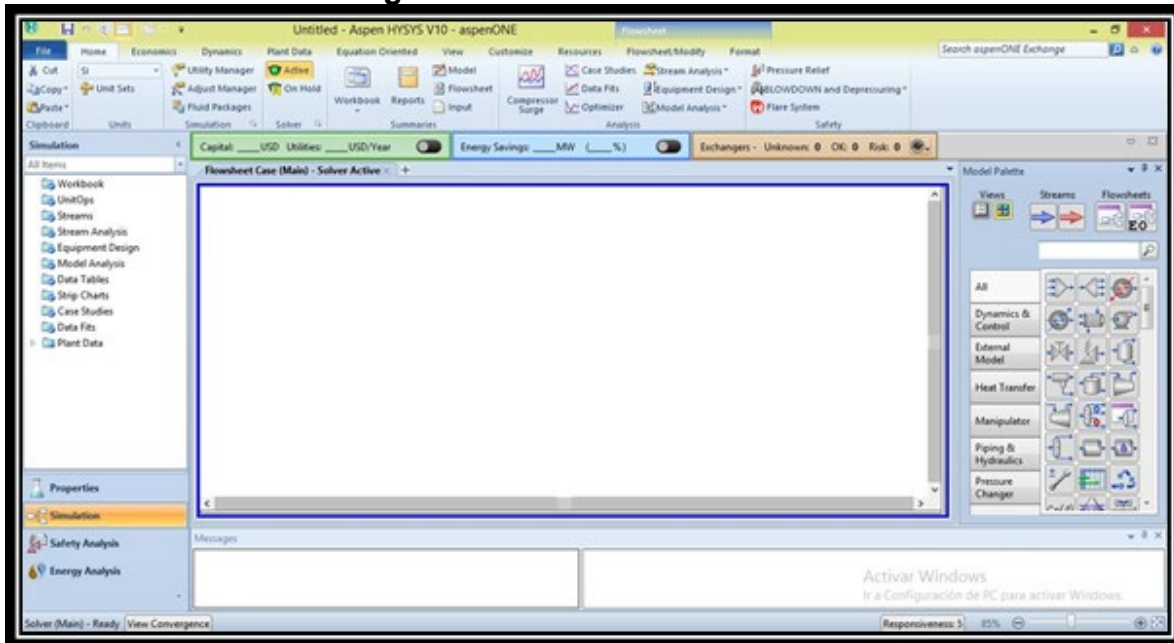 Untitled - Aspen HYSYS V10 - aspenONE
Flowsheet
File Home Economics Dynamics Plant Data Equation Oriented View Customize Resources Flowsheet/Modify Format
Search aspenONE Exchange
Cut SI Utility Manager Active Model Case Studies Stream Analysis Pressure Relief
Copy Unit Sets Adjust Manager On Hold Flowsheet Data Fits Equipment Design BLOWDOWN and Depressuring
Paste Fluid Packages Workbook Reports Input Compressor Surge Optimizer Model Analysis Flare System
Clipboard Units Simulation Solver Summaries Analysis Safety
Simulation
Capital: ____USD Utilities: ____USD/Year
Energy Savings: ____MW (____%)
Exchangers - Unknown: 0 OK: 0 Risk: 0
All Items
Flowsheet Case (Main) - Solver Active +
Workbook
UnitOps
Streams
Stream Analysis
Equipment Design
Model Analysis
Data Tables
Strip Charts
Case Studies
Data Fits
Plant Data
Properties
Simulation
Safety Analysis
Energy Analysis
Model Palette
Views Streams Flowsheets
EO
All
Dynamics &
Control
External
Model
Heat Transfer
Manipulator
Piping &
Hydraulics
Pressure
Changer
Messages
Activar Windows
Ir a Configuración de PC para activar Windows.
Solver (Main) - Ready View Convergence
Responsiveness: 5 85%